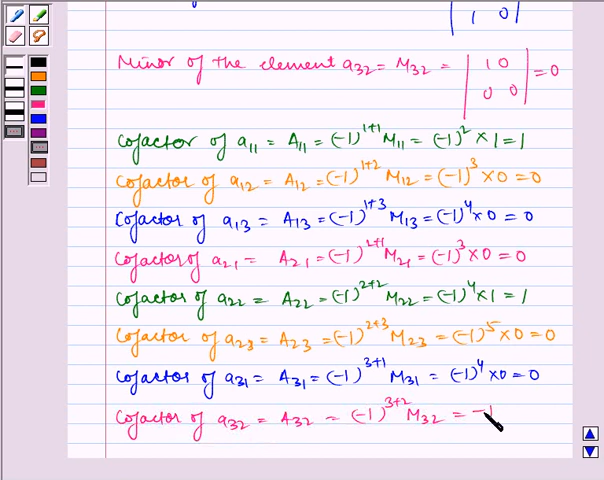 | 1 0 |
Minor of the element a₃₂ = M₃₂ = | 1 0 | = 0
| 0 0 |
Cofactor of a₁₁ = A₁₁ = (-1)¹⁺¹ M₁₁ = (-1)² × 1 = 1
Cofactor of a₁₂ = A₁₂ = (-1)¹⁺² M₁₂ = (-1)³ × 0 = 0
Cofactor of a₁₃ = A₁₃ = (-1)¹⁺³ M₁₃ = (-1)⁴ × 0 = 0
Cofactor of a₂₁ = A₂₁ = (-1)²⁺¹ M₂₁ = (-1)³ × 0 = 0
Cofactor of a₂₂ = A₂₂ = (-1)²⁺² M₂₂ = (-1)⁴ × 1 = 1
Cofactor of a₂₃ = A₂₃ = (-1)²⁺³ M₂₃ = (-1)⁵ × 0 = 0
Cofactor of a₃₁ = A₃₁ = (-1)³⁺¹ M₃₁ = (-1)⁴ × 0 = 0
Cofactor of a₃₂ = A₃₂ = (-1)³⁺² M₃₂ = -1